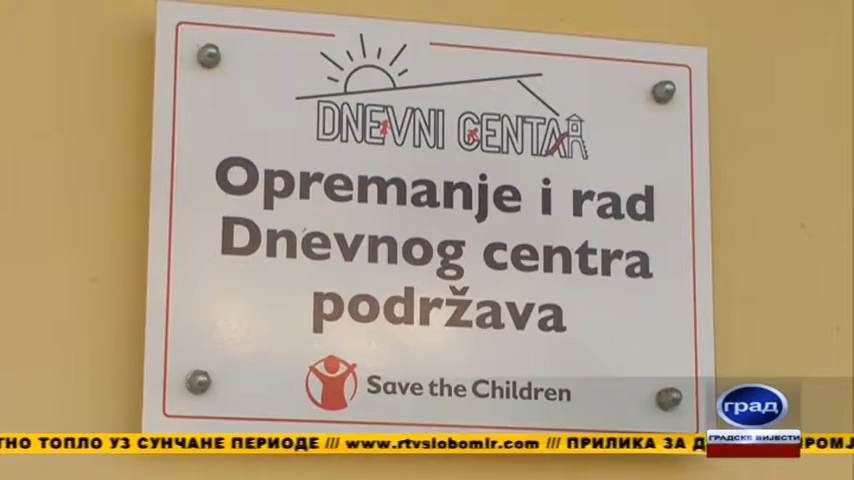 DNEVNI CENTAR
Opremanje i rad
Dnevnog centra
podržava
Save the Children
град
ГРАДСКЕ ВИЈЕСТИ
ТНО ТОПЛО УЗ СУНЧАНЕ ПЕРИОДЕ /// www.rtvslobomir.com /// ПРИЛИКА ЗА